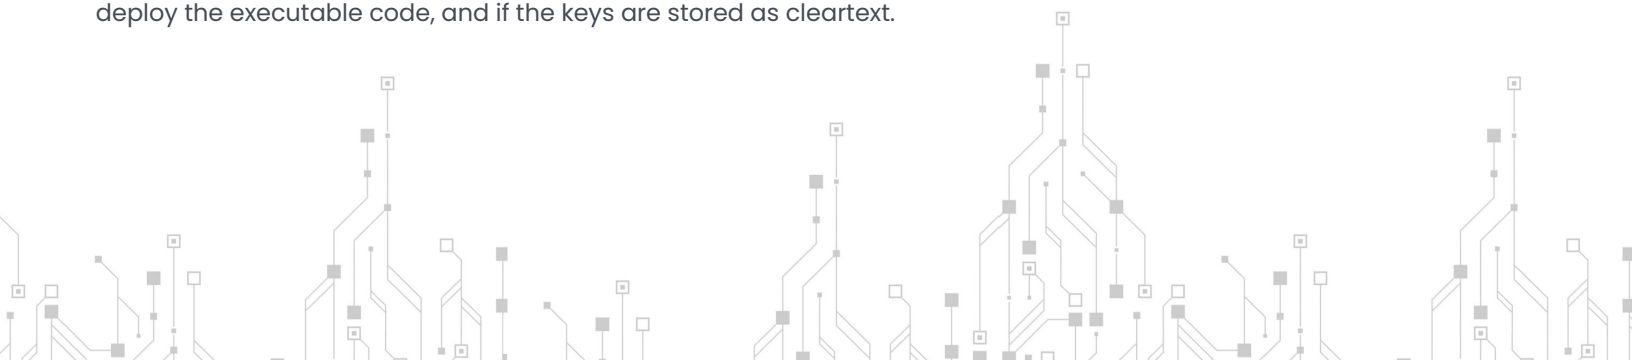 deploy the executable code, and if the keys are stored as cleartext.